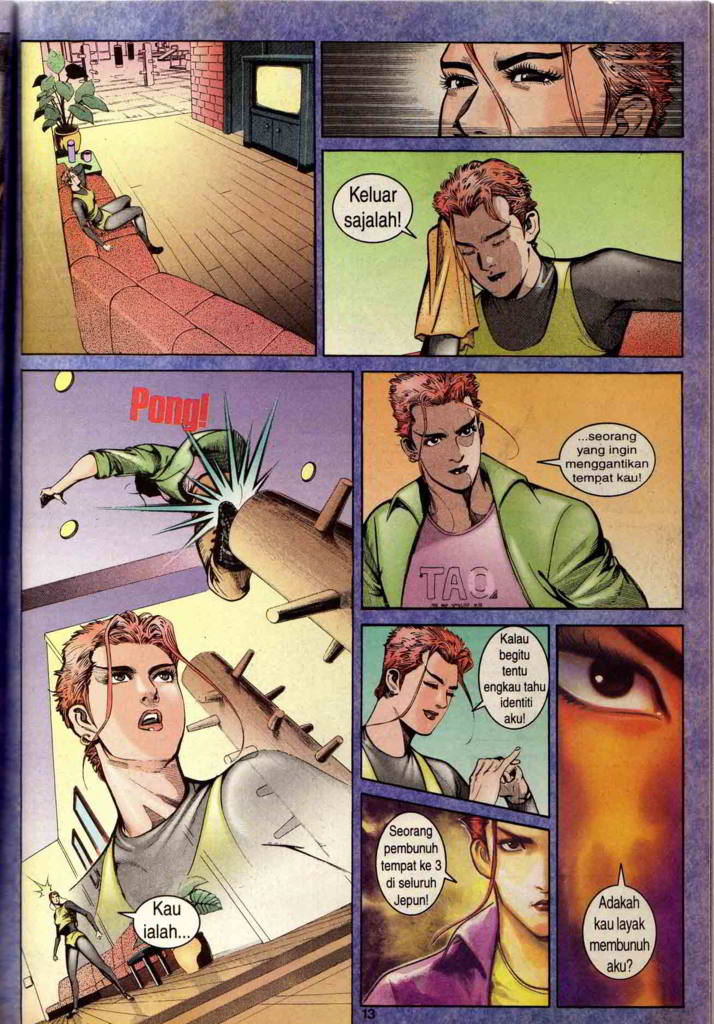 Keluar
sajalah!
Pong!
Kau
ialah...
...seorang
yang ingin
menggantikan
tempat kau!
TAO
Kalau
begitu
tentu
engkau tahu
identiti
aku!
Seorang
pembunuh
tempat ke 3
di seluruh
Jepun!
Adakah
kau layak
membunuh
aku?
13